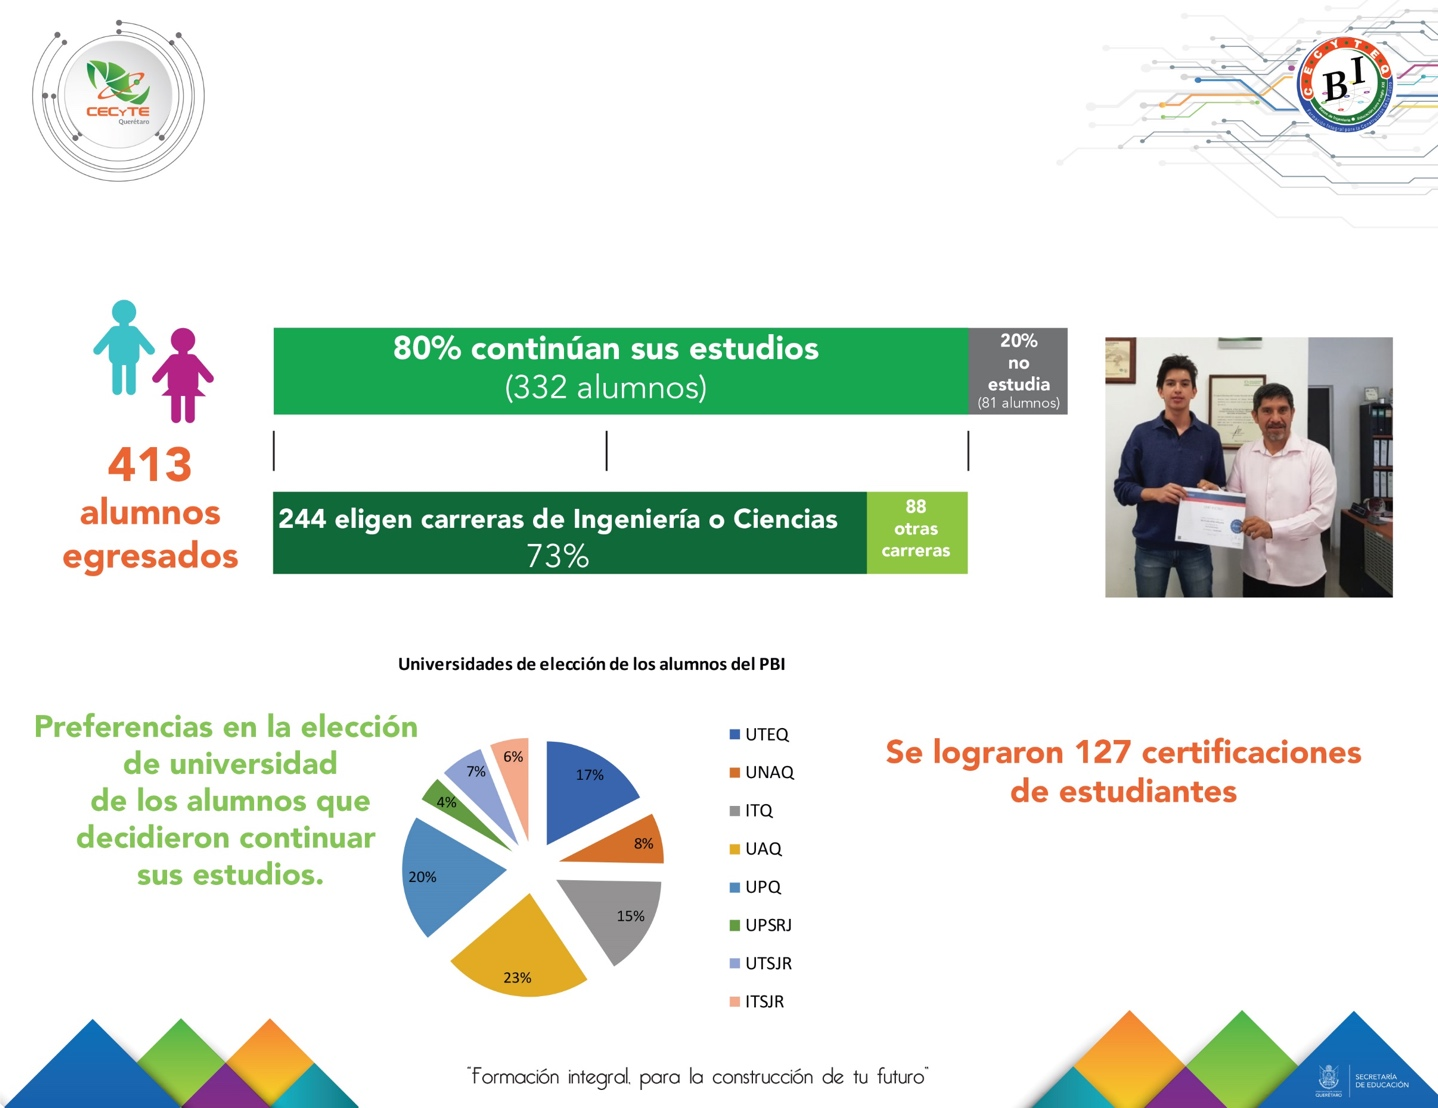 CECyTE
Querétaro
CECYTEQ
BI
80% continúan sus estudios
(332 alumnos)
20%
no
estudia
(81 alumnos)
413
alumnos
egresados
244 eligen carreras de Ingeniería o Ciencias
73%
88
otras
carreras
Universidades de elección de los alumnos del PBI
Preferencias en la elección
de universidad
de los alumnos que
decidieron continuar
sus estudios.
17%
8%
15%
23%
20%
4%
7%
6%
UTEQ
UNAQ
ITQ
UAQ
UPQ
UPSRJ
UTSJR
ITSJR
Se lograron 127 certificaciones
de estudiantes
"Formación integral, para la construcción de tu futuro"
QUERÉTARO
SECRETARÍA
DE EDUCACIÓN